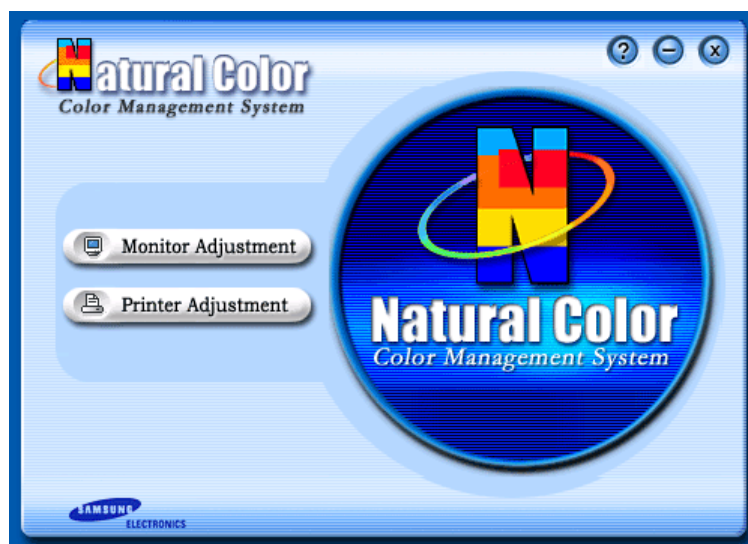 Natural Color
Color Management System
? − x
Monitor Adjustment
Printer Adjustment
N
Natural Color
Color Management System
SAMSUNG
ELECTRONICS